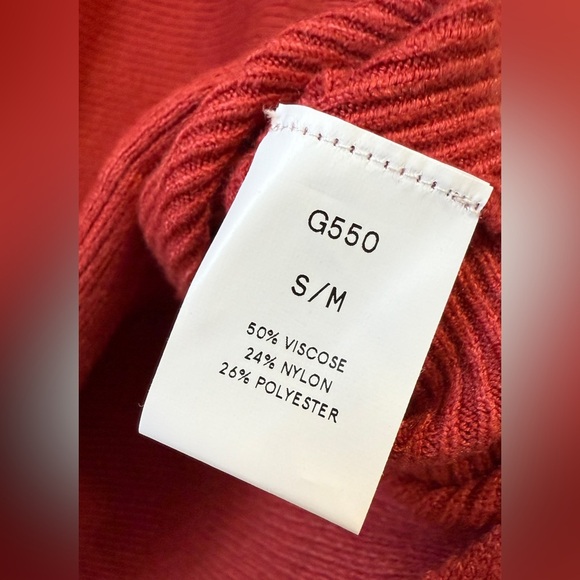 G550
S/M
50% VISCOSE
24% NYLON
26% POLYESTER